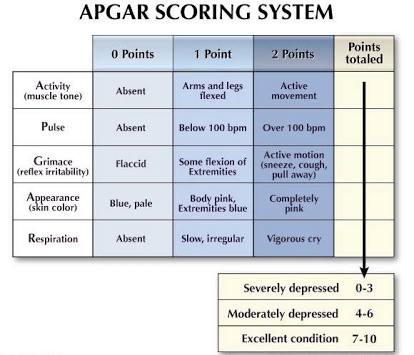 APGAR SCORING SYSTEM
0 Points 1 Point 2 Points Points totaled
Activity (muscle tone) Absent Arms and legs flexed Active movement
Pulse Absent Below 100 bpm Over 100 bpm
Grimace (reflex irritability) Flaccid Some flexion of Extremities Active motion (sneeze, cough, pull away)
Appearance (skin color) Blue, pale Body pink, Extremities blue Completely pink
Respiration Absent Slow, irregular Vigorous cry
Severely depressed 0-3
Moderately depressed 4-6
Excellent condition 7-10